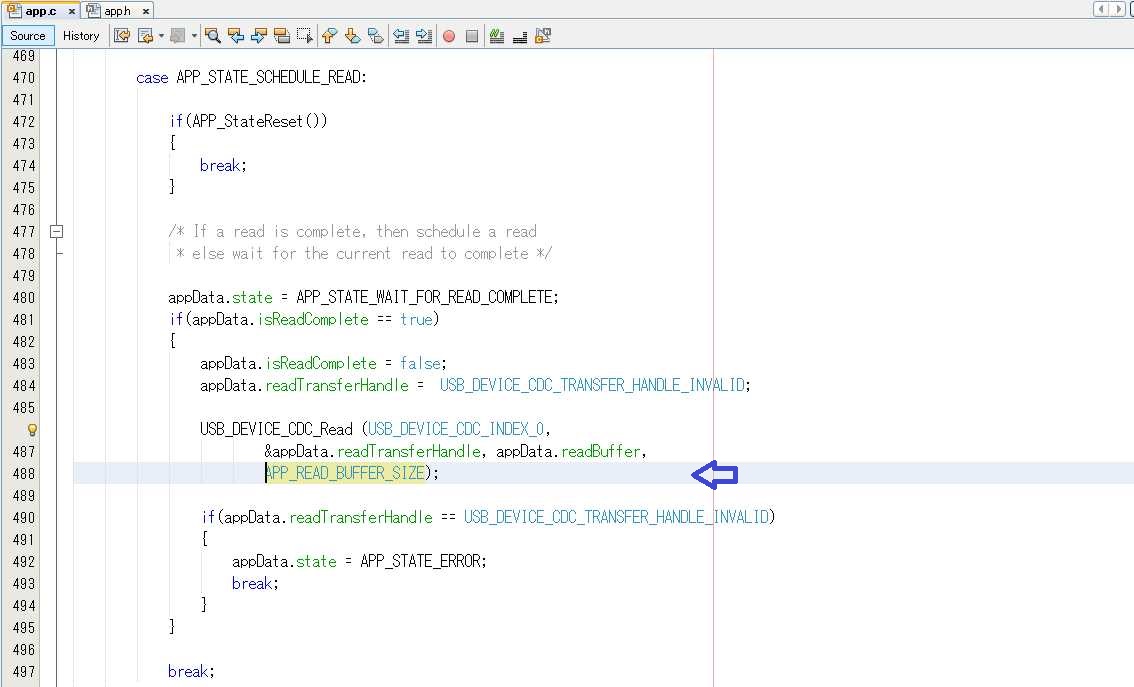 app.c × app.h ×
Source History
469
470 case APP_STATE_SCHEDULE_READ:
471
472 if(APP_StateReset())
473 {
474 break;
475 }
476
477 /* If a read is complete, then schedule a read
478 * else wait for the current read to complete */
479
480 appData.state = APP_STATE_WAIT_FOR_READ_COMPLETE;
481 if(appData.isReadComplete == true)
482 {
483 appData.isReadComplete = false;
484 appData.readTransferHandle = USB_DEVICE_CDC_TRANSFER_HANDLE_INVALID;
485
USB_DEVICE_CDC_Read (USB_DEVICE_CDC_INDEX_0,
487 &appData.readTransferHandle, appData.readBuffer,
488 APP_READ_BUFFER_SIZE);
489
490 if(appData.readTransferHandle == USB_DEVICE_CDC_TRANSFER_HANDLE_INVALID)
491 {
492 appData.state = APP_STATE_ERROR;
493 break;
494 }
495 }
496
497 break;